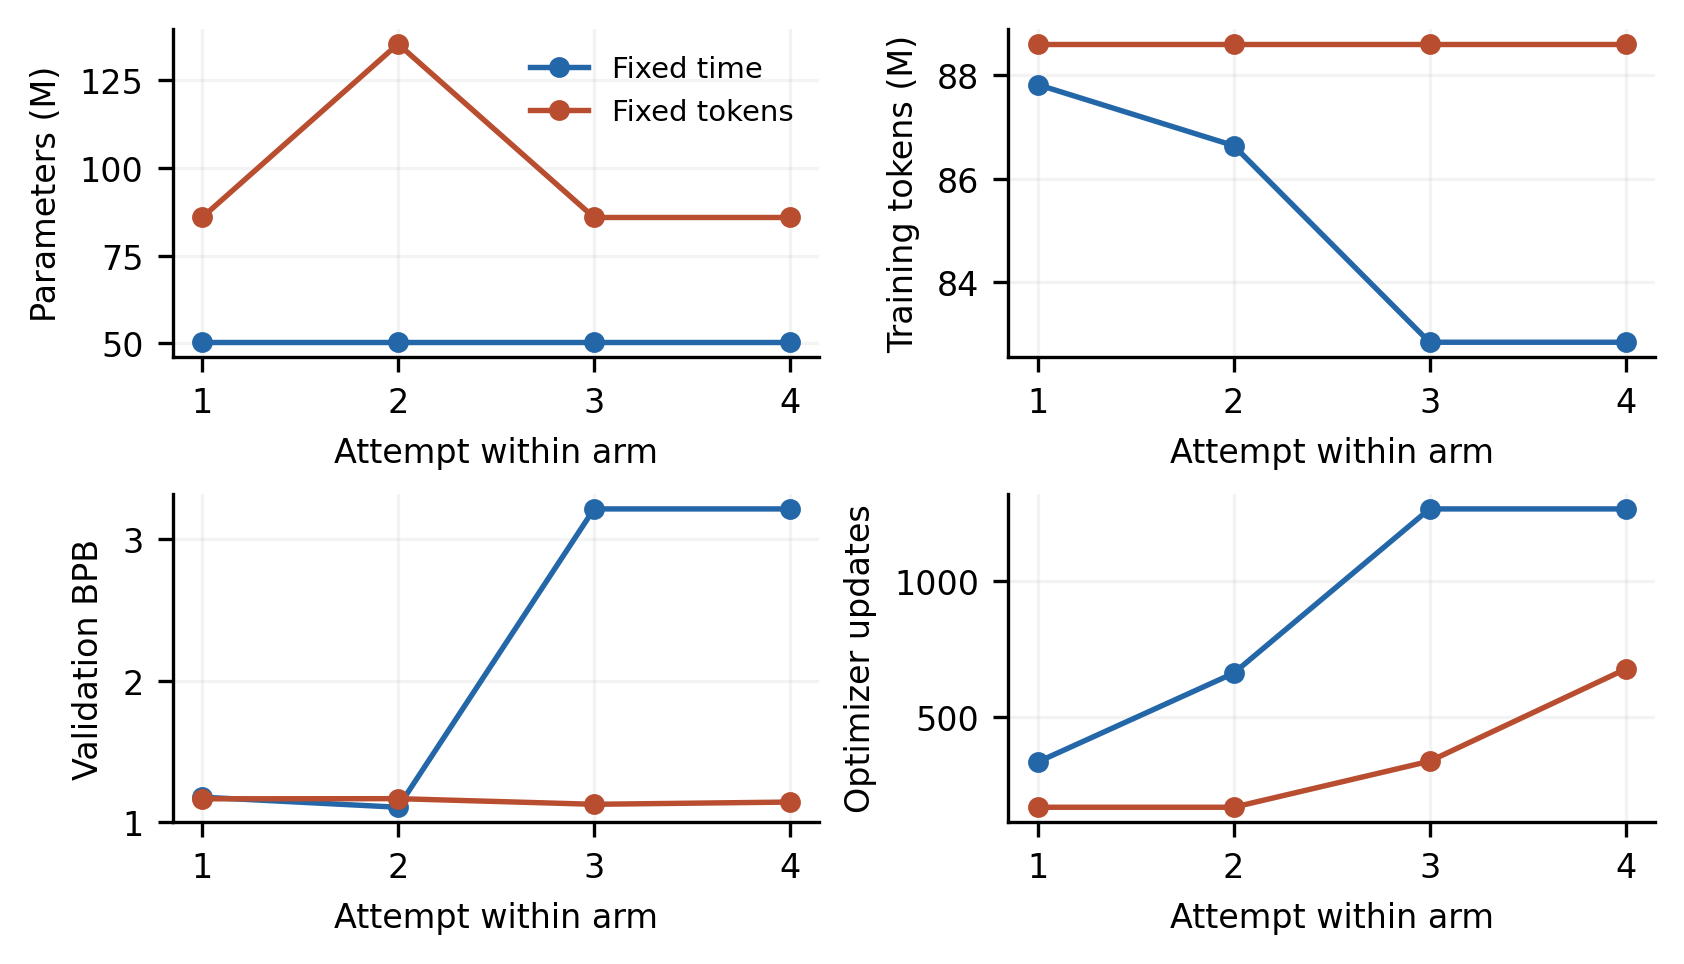 Parameters (M)
125
100
75
50
Fixed time
Fixed tokens
1 2 3 4
Attempt within arm
Training tokens (M)
88
86
84
1 2 3 4
Attempt within arm
Validation BPB
3
2
1
1 2 3 4
Attempt within arm
Optimizer updates
1000
500
1 2 3 4
Attempt within arm